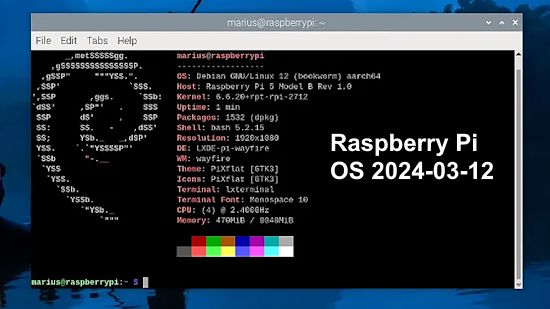 marius@raspberrypi: ~
File Edit Tabs Help
marius@raspberrypi
------------------
OS: Debian GNU/Linux 12 (bookworm) aarch64
Host: Raspberry Pi 5 Model B Rev 1.0
Kernel: 6.6.20+rpt-rpi-2712
Uptime: 1 min
Packages: 1532 (dpkg)
Shell: bash 5.2.15
Resolution: 1920x1080
DE: LXDE-pi-wayfire
WM: wayfire
Theme: PiXflat [GTK3]
Icons: PiXflat [GTK3]
Terminal: lxterminal
Terminal Font: Monospace 10
CPU: (4) @ 2.400GHz
Memory: 470MiB / 8048MiB
Raspberry Pi
OS 2024-03-12
marius@raspberrypi:~ $